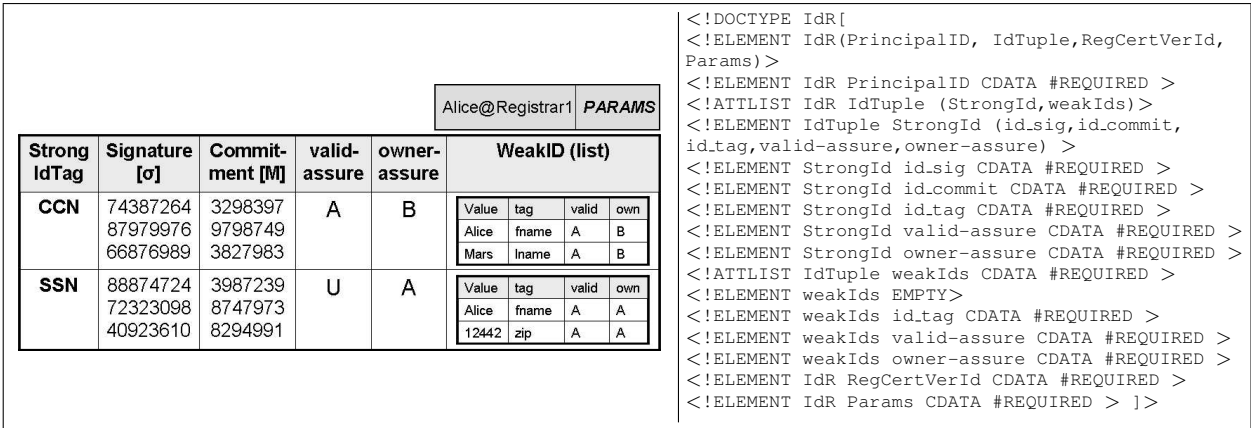 Alice@Registrar1 PARAMS
Strong IdTag Signature [σ] Commit- ment [M] valid- assure owner- assure WeakID (list)
CCN 74387264 87979976 66876989 3298397 9798749 3827983 A B
Value tag valid own
Alice fname A B
Mars lname A B
SSN 88874724 72323098 40923610 3987239 8747973 8294991 U A
Value tag valid own
Alice fname A A
12442 zip A A
<!DOCTYPE IdR[
<!ELEMENT IdR(PrincipalID, IdTuple,RegCertVerId,
Params)>
<!ELEMENT IdR PrincipalID CDATA #REQUIRED >
<!ATTLIST IdR IdTuple (StrongId,weakIds)>
<!ELEMENT IdTuple StrongId (id_sig,id_commit,
id_tag,valid-assure,owner-assure) >
<!ELEMENT StrongId id_sig CDATA #REQUIRED >
<!ELEMENT StrongId id_commit CDATA #REQUIRED >
<!ELEMENT StrongId id_tag CDATA #REQUIRED >
<!ELEMENT StrongId valid-assure CDATA #REQUIRED >
<!ELEMENT StrongId owner-assure CDATA #REQUIRED >
<!ATTLIST IdTuple weakIds CDATA #REQUIRED >
<!ELEMENT weakIds EMPTY>
<!ELEMENT weakIds id_tag CDATA #REQUIRED >
<!ELEMENT weakIds valid-assure CDATA #REQUIRED >
<!ELEMENT weakIds owner-assure CDATA #REQUIRED >
<!ELEMENT IdR RegCertVerId CDATA #REQUIRED >
<!ELEMENT IdR Params CDATA #REQUIRED > ]>